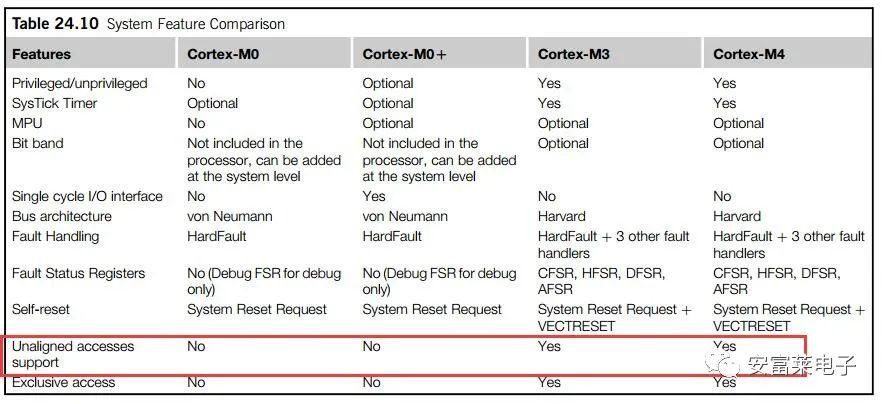 Table 24.10 System Feature Comparison
Features Cortex-M0 Cortex-M0+ Cortex-M3 Cortex-M4
Privileged/unprivileged No Optional Yes Yes
SysTick Timer Optional Optional Yes Yes
MPU No Optional Optional Optional
Bit band Not included in the Not included in the Optional Optional
processor, can be added processor, can be added
at the system level at the system level
Single cycle I/O interface No Yes No No
Bus architecture von Neumann von Neumann Harvard Harvard
Fault Handling HardFault HardFault HardFault + 3 other fault HardFault + 3 other fault
handlers handlers
Fault Status Registers No (Debug FSR for debug No (Debug FSR for debug CFSR, HFSR, DFSR, CFSR, HFSR, DFSR,
only) only) AFSR AFSR
Self-reset System Reset Request System Reset Request System Reset Request + System Reset Request +
VECTRESET VECTRESET
Unaligned accesses No No Yes Yes
support
安富莱电子
Exclusive access No No Yes Yes